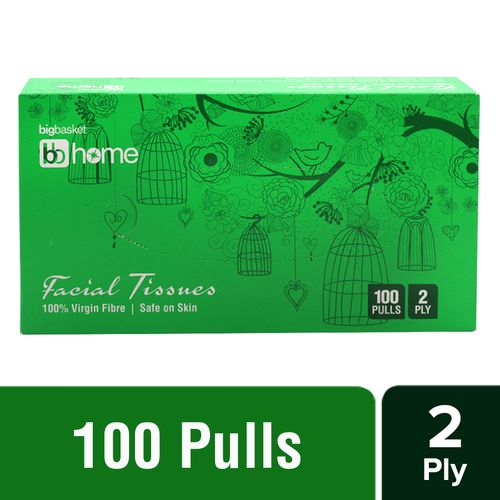 bigbasket
bb home
Facial Tissues
100% Virgin Fibre | Safe on Skin
100 PULLS
2 PLY
100 Pulls
2
Ply